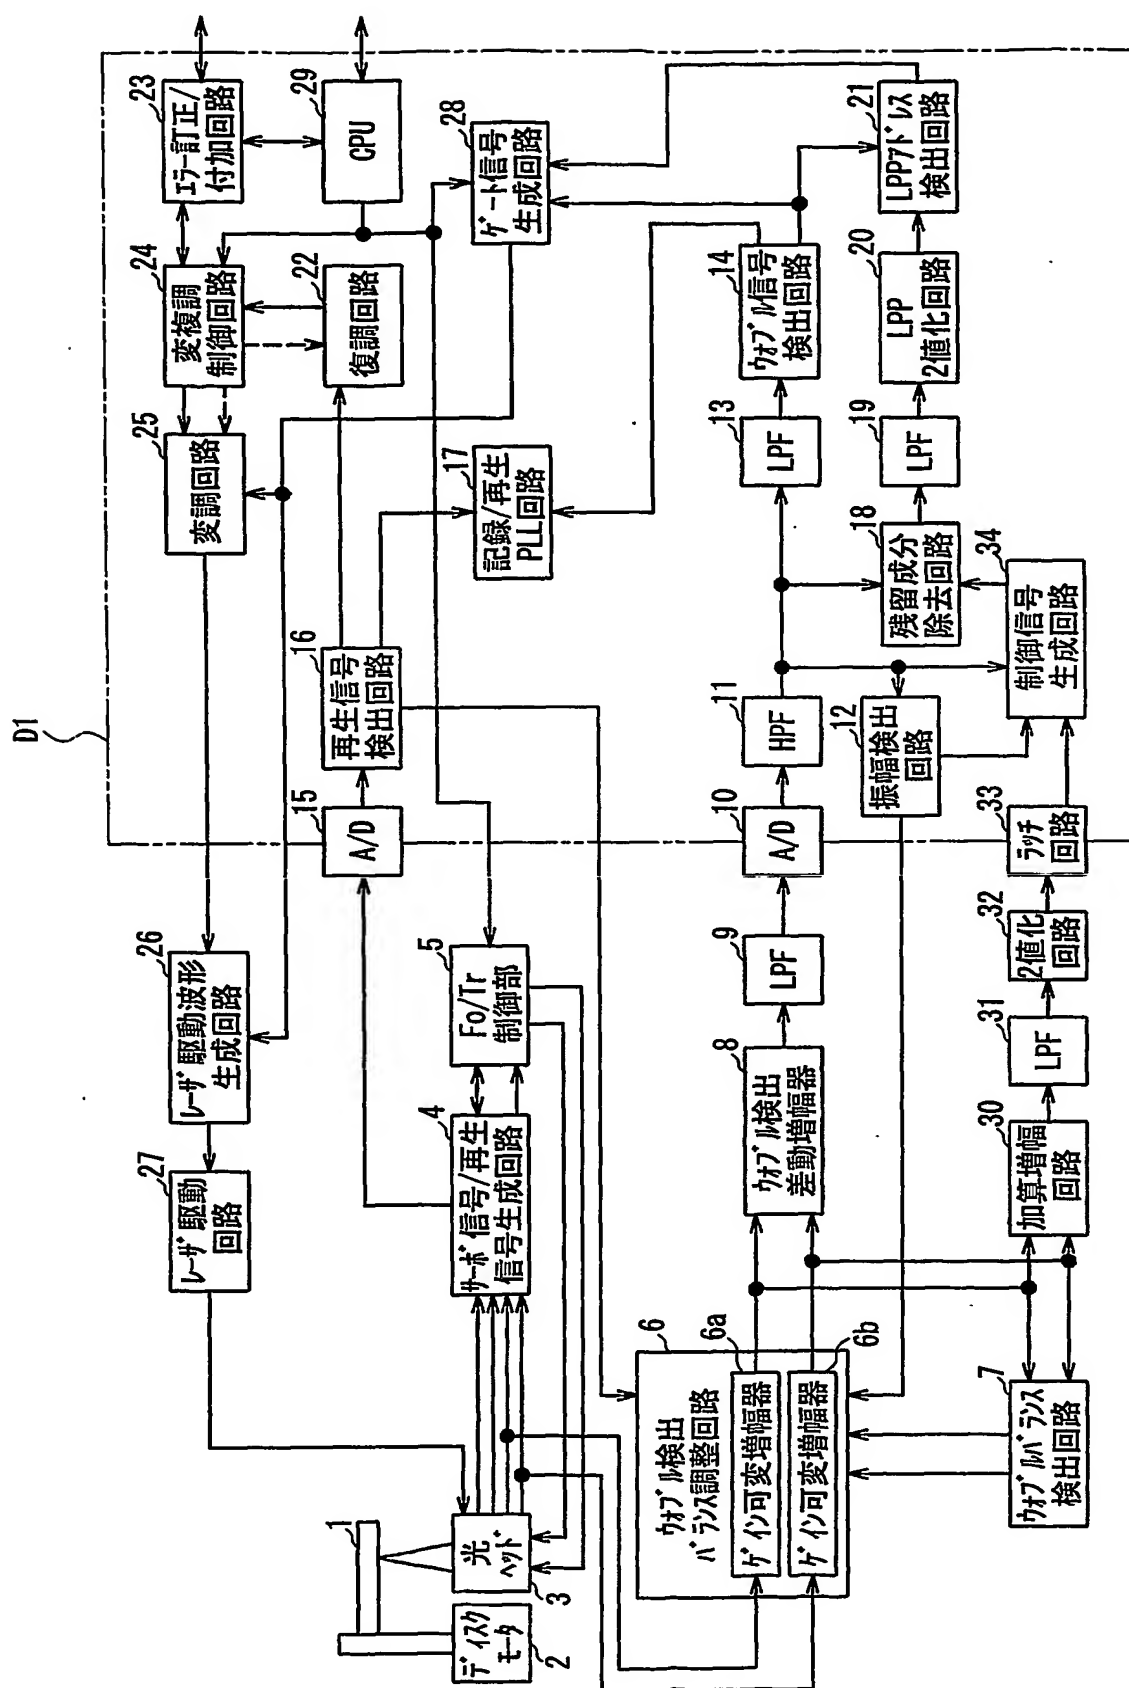 D1
1
ディスク
モータ
2
光
ヘッド
3
サーボ信号/再生
信号生成回路
4
Fo/Tr
制御部
5
レーザ駆動
回路
27
レーザ駆動波形
生成回路
26
変調回路
25
変複調
制御回路
24
エラー訂正/
付加回路
23
CPU
29
復調回路
22
ゲート信号
生成回路
28
A/D
15
再生信号
検出回路
16
記録/再生
PLL回路
17
ウォブル検出
バランス調整回路
6
ゲイン可変増幅器
6a
ゲイン可変増幅器
6b
ウォブルバランス
検出回路
7
ウォブル検出
差動増幅器
8
LPF
9
A/D
10
HPF
11
振幅検出
回路
12
LPF
13
ウォブル信号
検出回路
14
残留成分
除去回路
18
LPF
19
LPP
2値化回路
20
LPPアドレス
検出回路
21
加算増幅
回路
30
LPF
31
2値化
回路
32
ラッチ
回路
33
制御信号
生成回路
34